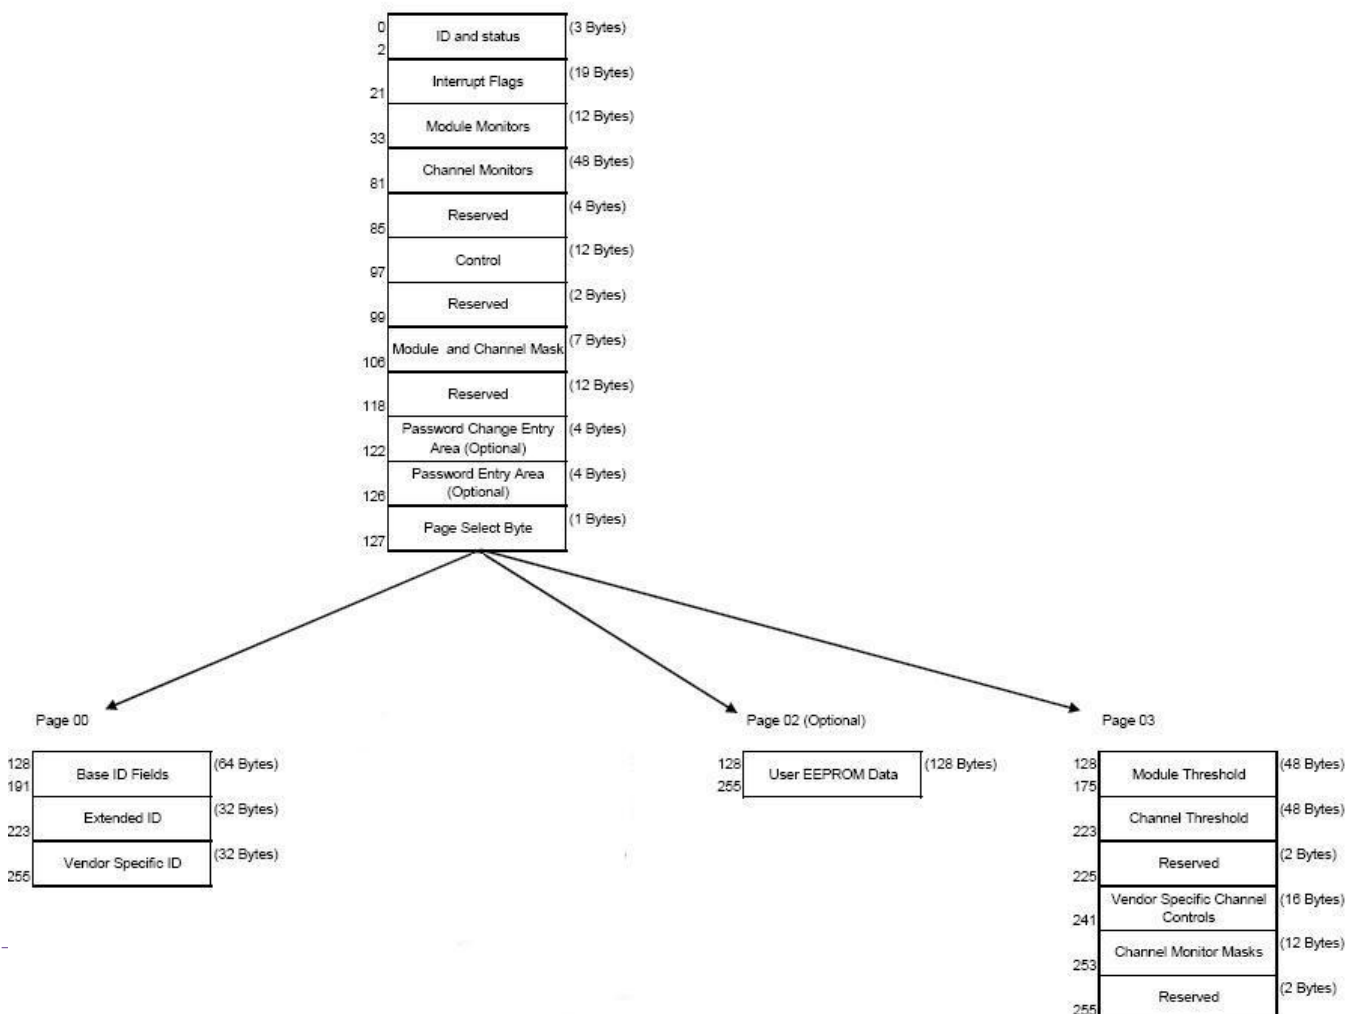 0
ID and status
(3 Bytes)
2
Interrupt Flags
(19 Bytes)
21
Module Monitors
(12 Bytes)
33
Channel Monitors
(48 Bytes)
81
Reserved
(4 Bytes)
85
Control
(12 Bytes)
97
Reserved
(2 Bytes)
99
Module and Channel Mask
(7 Bytes)
106
Reserved
(12 Bytes)
118
Password Change Entry
Area (Optional)
(4 Bytes)
122
Password Entry Area
(Optional)
(4 Bytes)
126
Page Select Byte
(1 Bytes)
127
Page 00
128
Base ID Fields
(64 Bytes)
191
Extended ID
(32 Bytes)
223
Vendor Specific ID
(32 Bytes)
255
Page 02 (Optional)
128
User EEPROM Data
(128 Bytes)
255
Page 03
128
Module Threshold
(48 Bytes)
175
Channel Threshold
(48 Bytes)
223
Reserved
(2 Bytes)
225
Vendor Specific Channel
Controls
(16 Bytes)
241
Channel Monitor Masks
(12 Bytes)
253
Reserved
(2 Bytes)
255